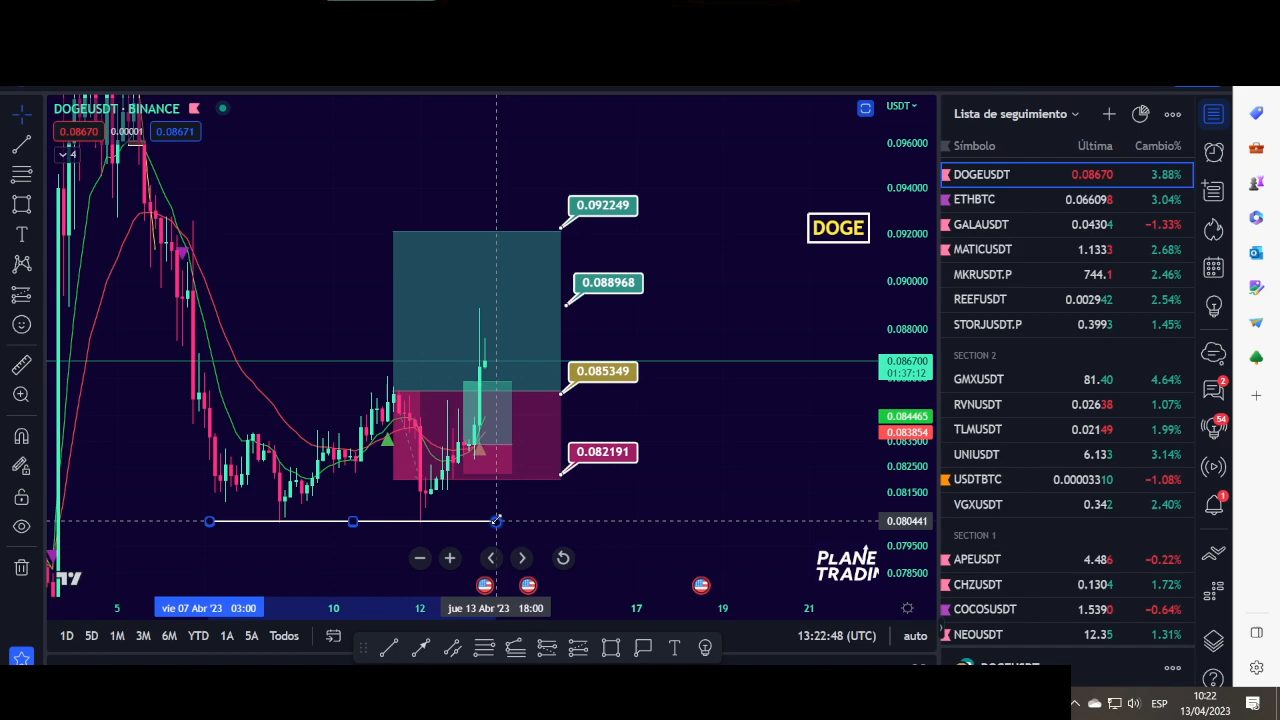 DOGEUSDT · BINANCE
USDT
0.08670 0.00001 0.08671
4
0.096000
0.094000
0.092000
0.090000
0.088000
0.086700
01:37:12
0.084465
0.083854
0.083500
0.082500
0.081500
0.080441
0.079500
0.078500
0.092249
0.088968
0.085349
0.082191
DOGE
PLANE
TRADIN
5 vie 07 Abr '23 03:00 10 12 jue 13 Abr '23 18:00 17 19 21
1D 5D 1M 3M 6M YTD 1A 5A Todos
13:22:48 (UTC) auto
Lista de seguimiento
Símbolo Última Cambio%
DOGEUSDT 0.08670 3.88%
ETHBTC 0.066098 3.04%
GALAUSDT 0.04304 −1.33%
MATICUSDT 1.1333 2.68%
MKRUSDT.P 744.1 2.46%
REEFUSDT 0.002942 2.54%
STORJUSDT.P 0.3993 1.45%
SECTION 2
GMXUSDT 81.40 4.64%
RVNUSDT 0.02638 1.07%
TLMUSDT 0.02149 1.99%
UNIUSDT 6.133 3.14%
USDTBTC 0.00003310 −1.08%
VGXUSDT 0.342 2.40%
SECTION 1
APEUSDT 4.486 −0.22%
CHZUSDT 0.1304 1.72%
COCOSUSDT 1.5390 −0.64%
NEOUSDT 12.35 1.31%
2
54
1
ESP
10:22
13/04/2023